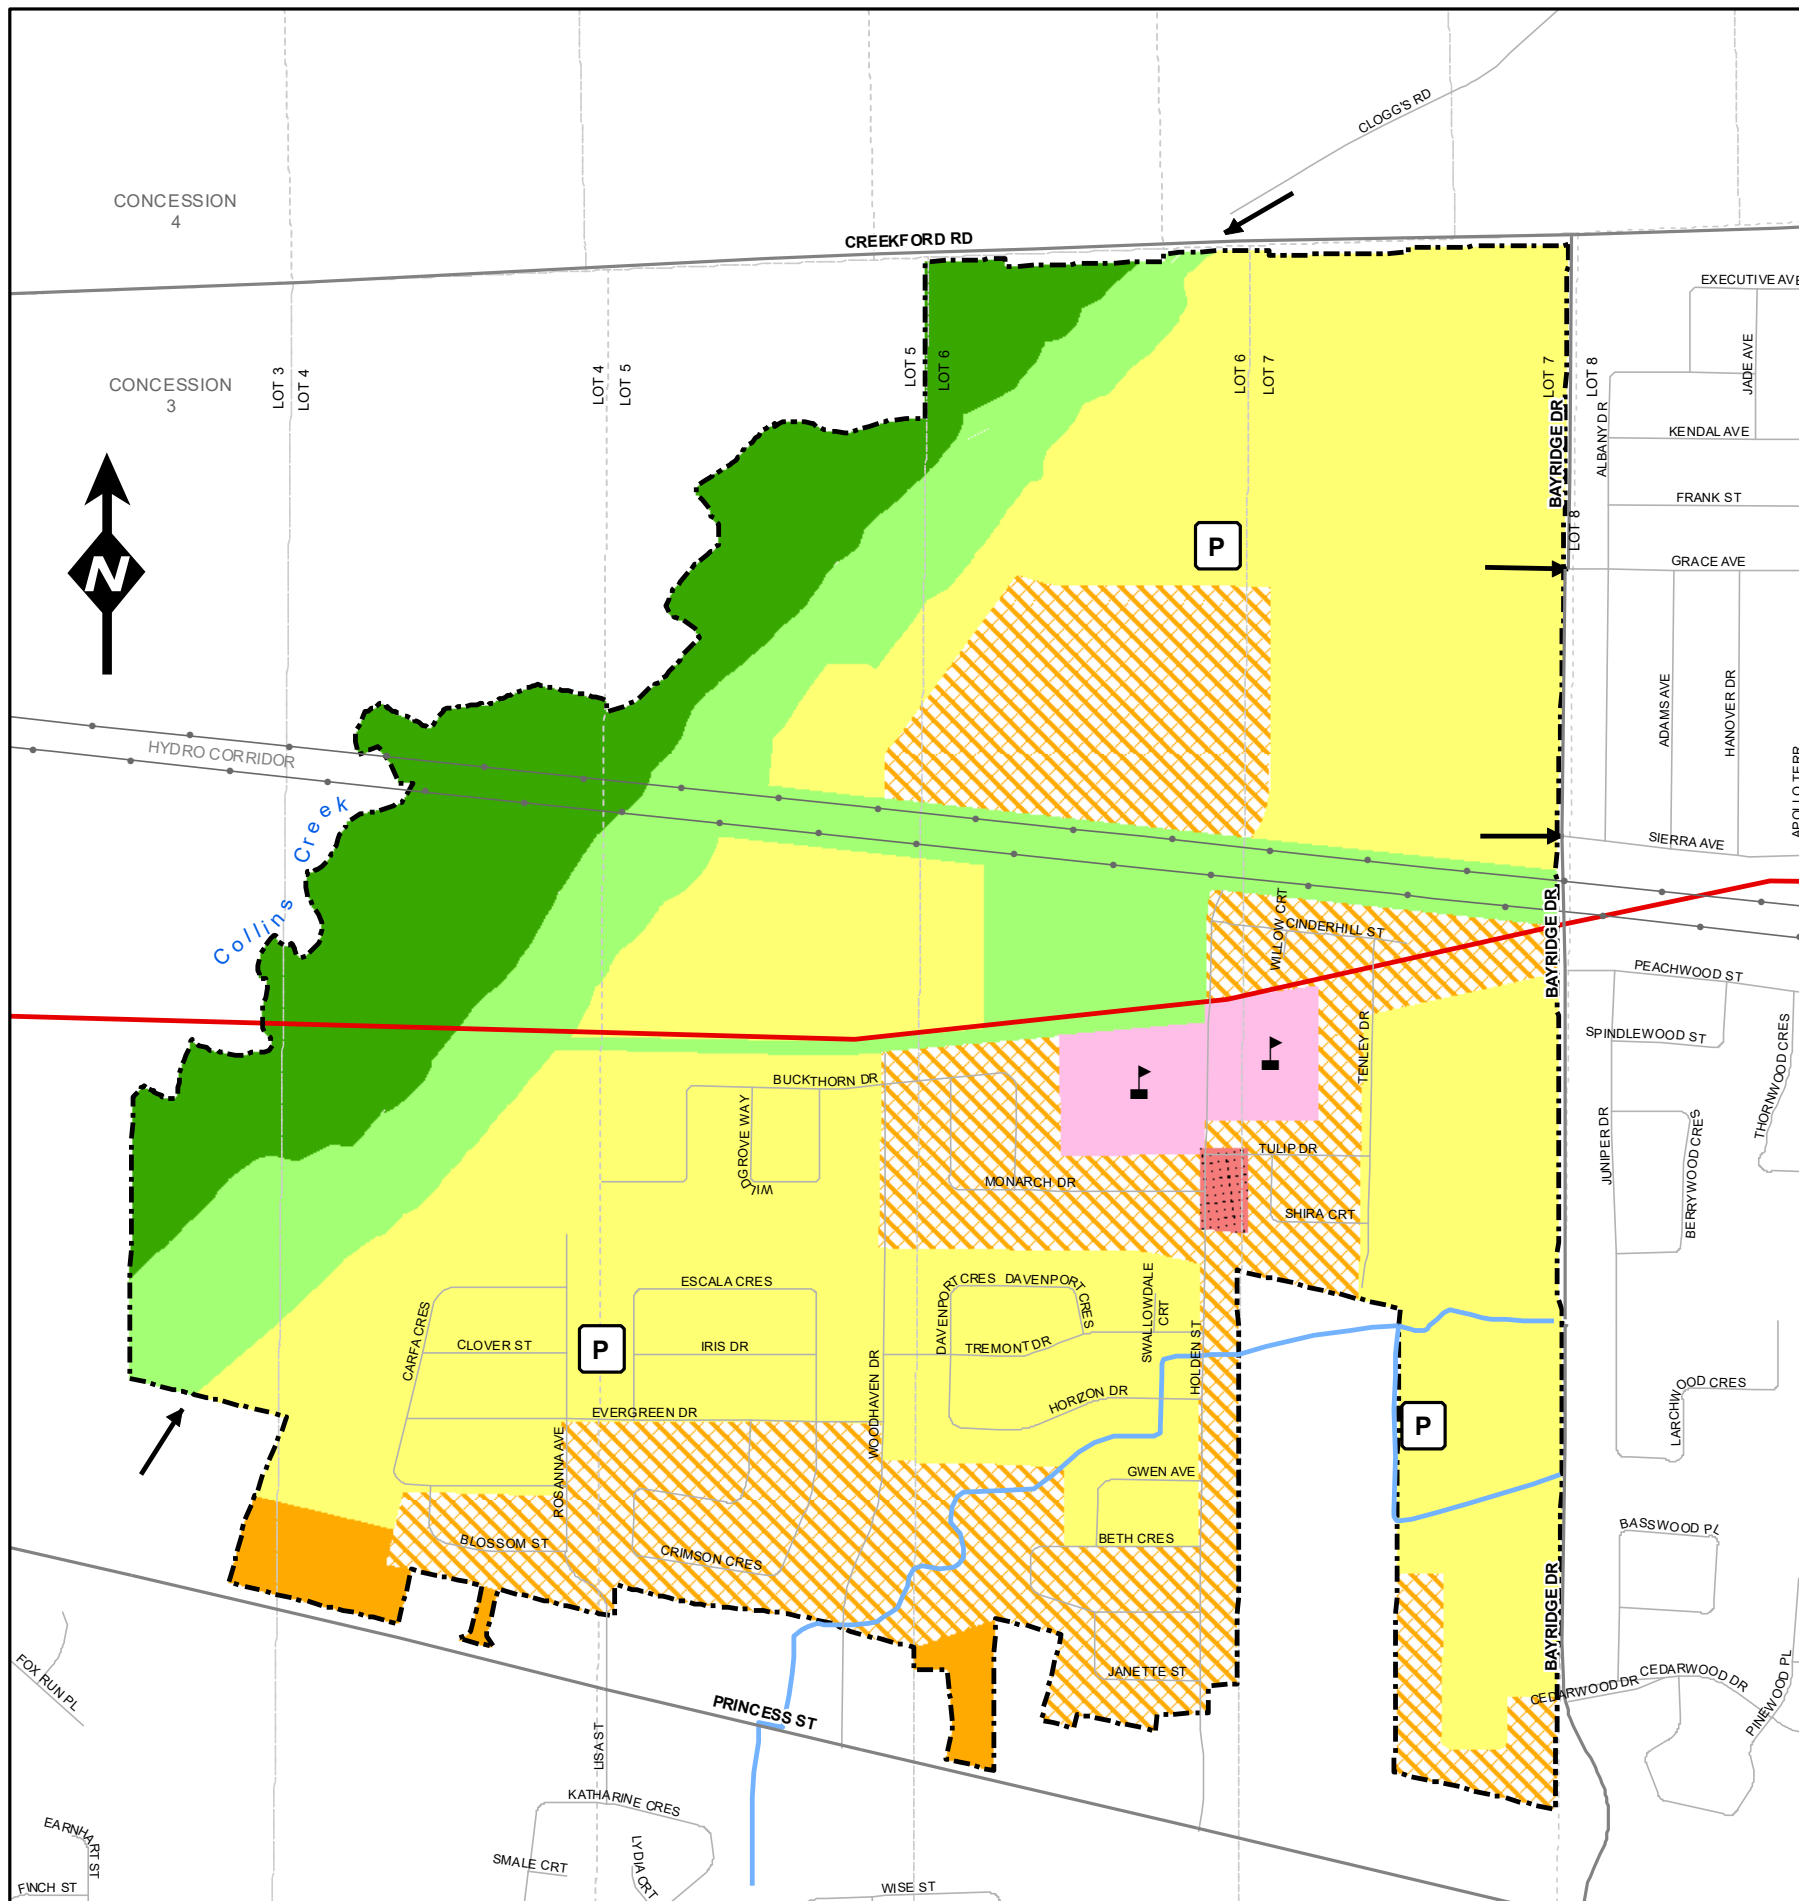 CLOGG'S RD
CONCESSION
4
CREEKFORD RD
EXECUTIVE AVE
JADE AVE
LOT 3
LOT 4
LOT 4
LOT 5
LOT 5
LOT 6
LOT 6
LOT 7
LOT 7
LOT 8
CONCESSION
3
BAYRIDGE DR
ALBANY DR
KENDAL AVE
FRANK ST
LOT 8
P
GRACE AVE
N
ADAMS AVE
HANOVER DR
HYDRO CORRIDOR
APOLLO TERR
Collins Creek
SIERRA AVE
WILLOW CRT
CINDERHILL ST
BAYRIDGE DR
PEACHWOOD ST
SPINDLEWOOD ST
THORNWOOD CRES
TENLEY DR
BUCKTHORN DR
WILDGROVE WAY
JUNIPER DR
BERRYWOOD CRES
TULIP DR
MONARCH DR
SHIRA CRT
ESCALA CRES
DAVENPORT CRES
DAVENPORT CRES
SWALLOWDALE
CRT
CARFA CRES
CLOVER ST
P
IRIS DR
TREMONT DR
HOLDEN ST
WOODHAVEN DR
HORIZON DR
LARCHWOOD CRES
EVERGREEN DR
P
ROSANNA AVE
GWEN AVE
BLOSSOM ST
CRIMSON CRES
BETH CRES
BASSWOOD PL
BAYRIDGE DR
JANETTE ST
CEDARWOOD DR
CEDARWOOD DR
PINEWOOD PL
FOX RUN PL
PRINCESS ST
LISA ST
KATHARINE CRES
EARNHART ST
LYDIA CRT
SMALE CRT
FINCH ST
WISE ST